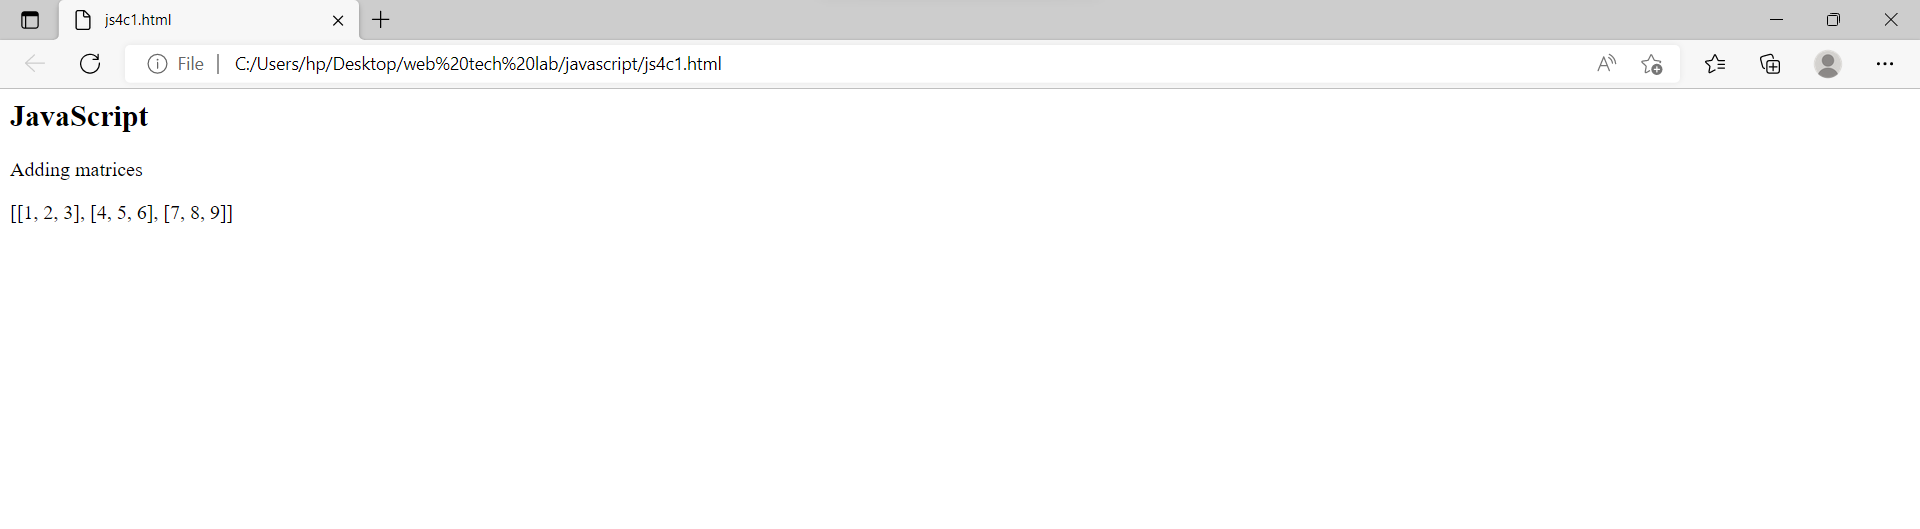 js4c1.html
File | C:/Users/hp/Desktop/web%20tech%20lab/javascript/js4c1.html
JavaScript
Adding matrices
[[1, 2, 3], [4, 5, 6], [7, 8, 9]]